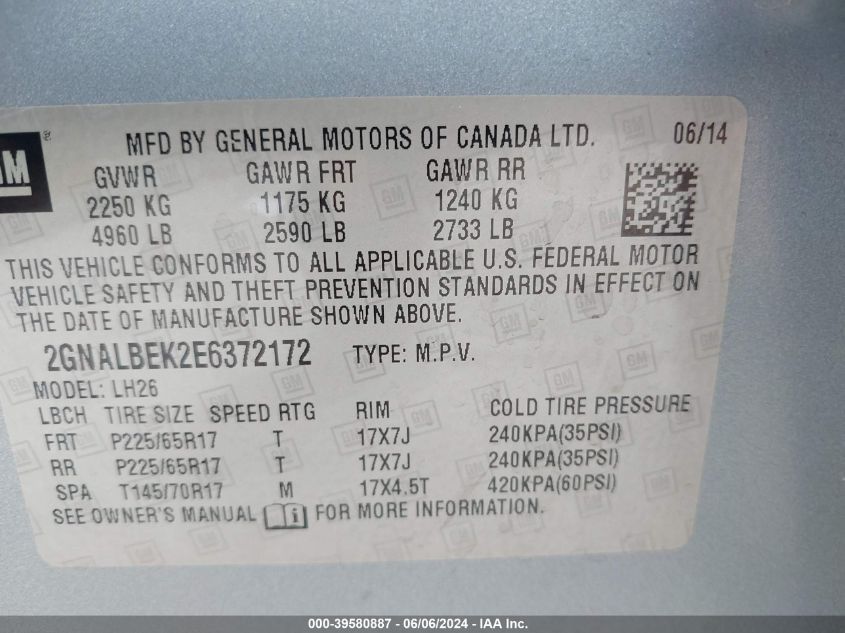 GM ®
MFD BY GENERAL MOTORS OF CANADA LTD. 06/14
GVWR GAWR FRT GAWR RR
2250 KG 1175 KG 1240 KG
4960 LB 2590 LB 2733 LB
THIS VEHICLE CONFORMS TO ALL APPLICABLE U.S. FEDERAL MOTOR
VEHICLE SAFETY AND THEFT PREVENTION STANDARDS IN EFFECT ON
THE DATE OF MANUFACTURE SHOWN ABOVE.
2GNALBEK2E6372172 TYPE: M.P.V.
MODEL: LH26
LBCH TIRE SIZE SPEED RTG RIM COLD TIRE PRESSURE
FRT P225/65R17 T 17X7J 240KPA(35PSI)
RR P225/65R17 T 17X7J 240KPA(35PSI)
SPA T145/70R17 M 17X4.5T 420KPA(60PSI)
SEE OWNER'S MANUAL i FOR MORE INFORMATION.
000-39580887 - 06/06/2024 - IAA Inc.